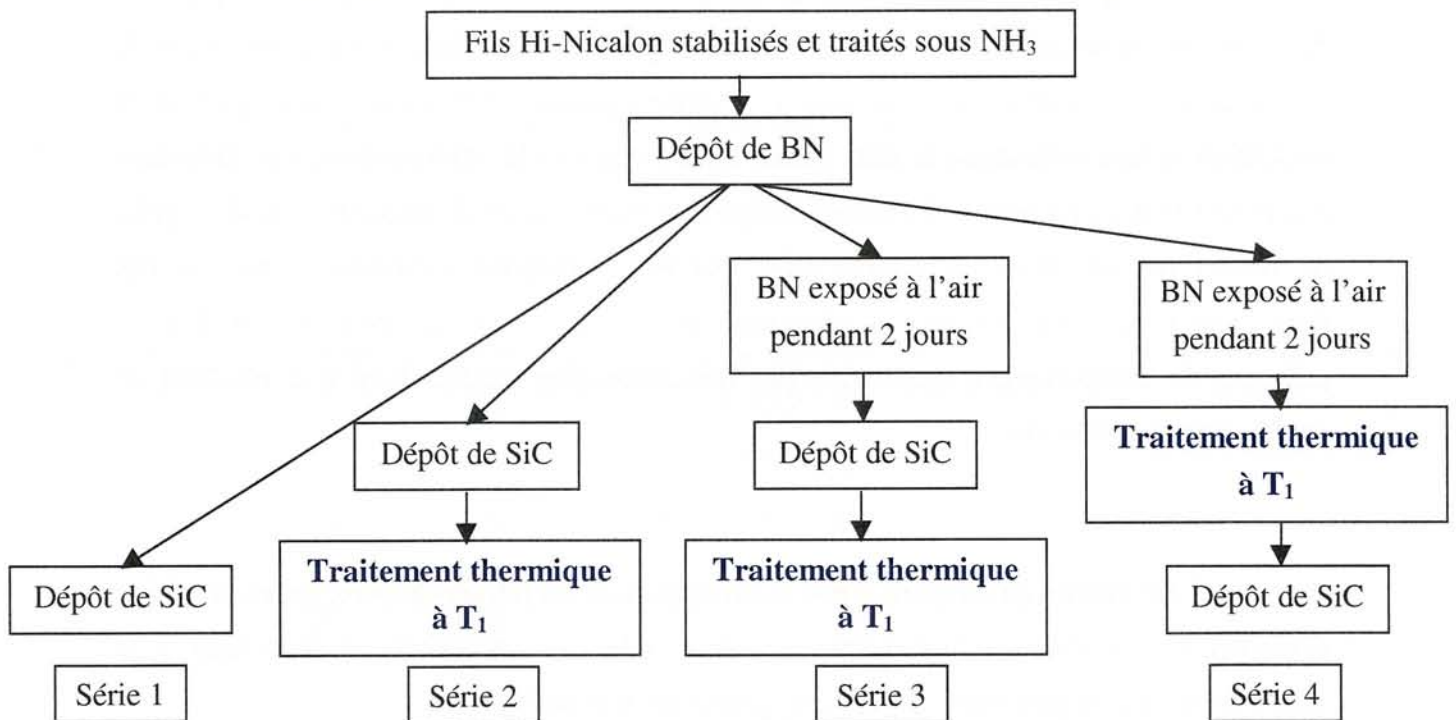 Fils Hi-Nicalon stabilisés et traités sous NH₃
Dépôt de BN
BN exposé à l'air
pendant 2 jours
BN exposé à l'air
pendant 2 jours
Dépôt de SiC
Dépôt de SiC
Traitement thermique
à T₁
Dépôt de SiC
Traitement thermique
à T₁
Traitement thermique
à T₁
Dépôt de SiC
Série 1
Série 2
Série 3
Série 4